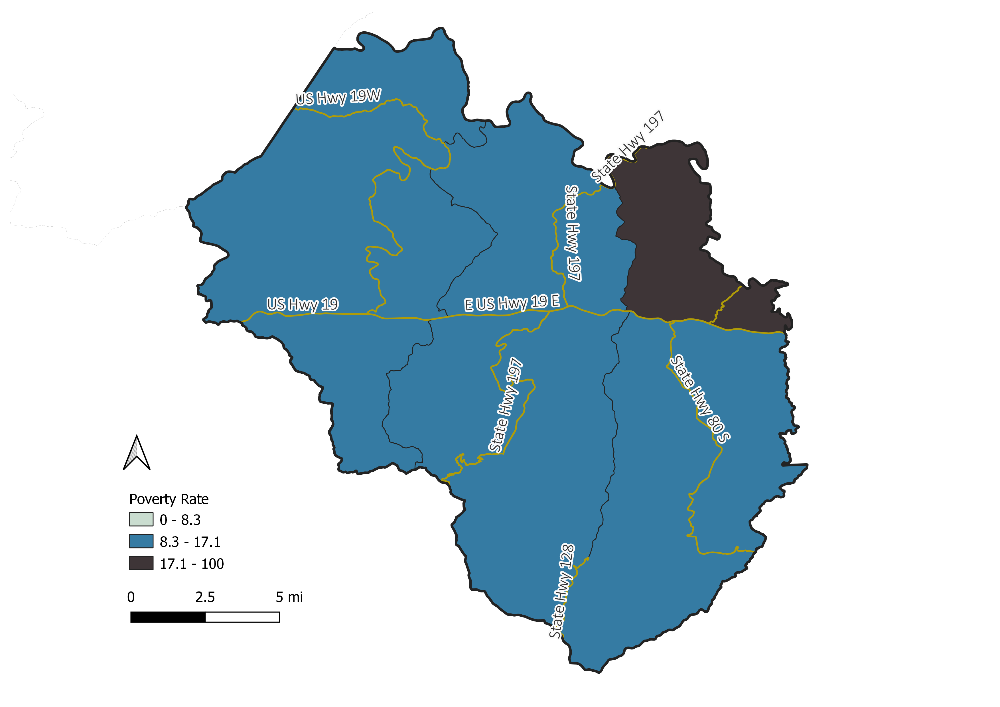 US Hwy 19W
State Hwy 197
State Hwy 197
US Hwy 19
E US Hwy 19 E
State Hwy 197
State Hwy 80 S
State Hwy 128
Poverty Rate
0 - 8.3
8.3 - 17.1
17.1 - 100
0 2.5 5 mi